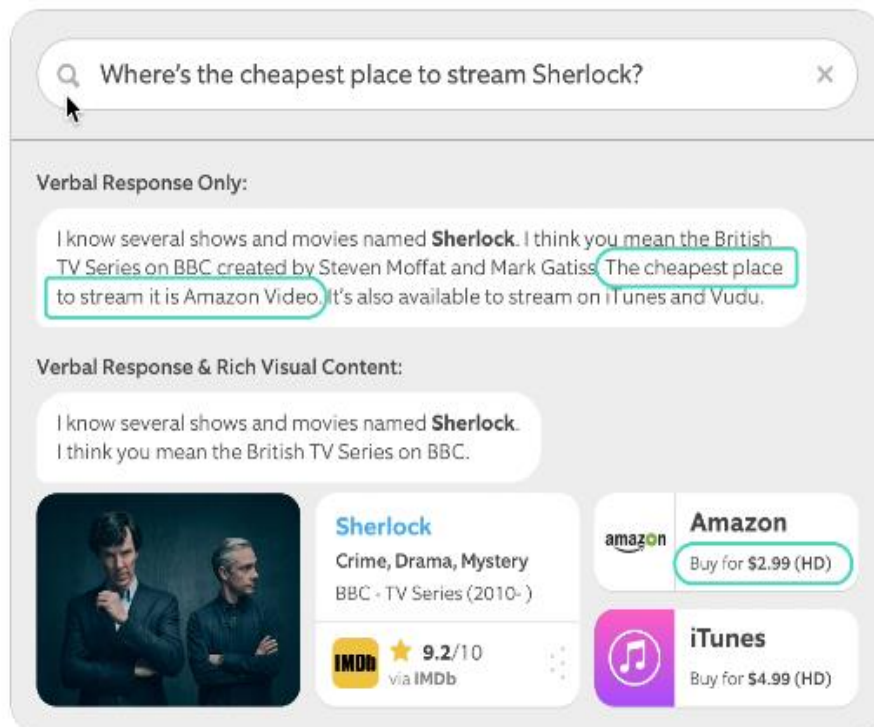 Where's the cheapest place to stream Sherlock?
Verbal Response Only:
I know several shows and movies named Sherlock. I think you mean the British
TV Series on BBC created by Steven Moffat and Mark Gatiss. The cheapest place
to stream it is Amazon Video. It's also available to stream on iTunes and Vudu.
Verbal Response & Rich Visual Content:
I know several shows and movies named Sherlock.
I think you mean the British TV Series on BBC.
Sherlock
Crime, Drama, Mystery
BBC - TV Series (2010- )
IMDb
9.2/10
via IMDb
amazon
Amazon
Buy for $2.99 (HD)
iTunes
Buy for $4.99 (HD)